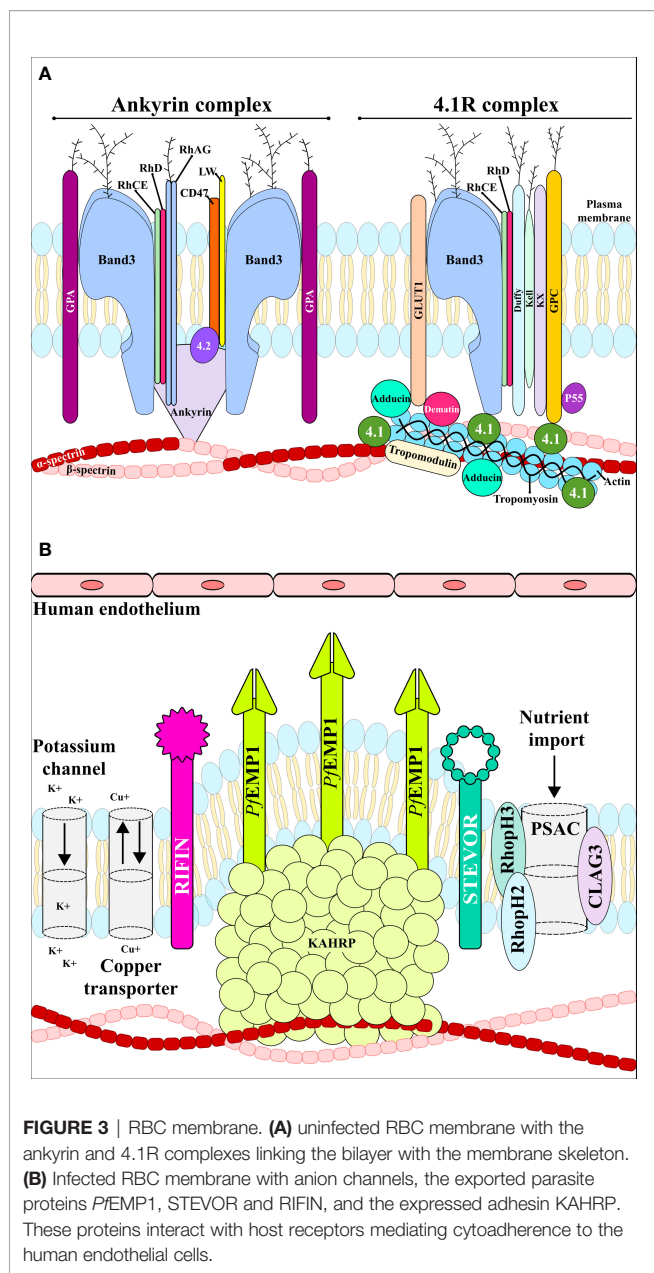 A
Ankyrin complex
4.1R complex
RhAG
RhD
LW
RhCE
CD47
RhD
RhCE
Plasma
membrane
Band3
Band3
Band3
GPA
GPA
GLUT1
Duffy
Kell
KX
GPC
4.2
Ankyrin
P55
Adducin
Dematin
4.1
4.1
4.1
α-spectrin
β-spectrin
Tropomodulin
Adducin
Tropomyosin
4.1
Actin
B
Human endothelium
Potassium
channel
K+
K+
K+
K+
K+
Cu+
Cu+
Copper
transporter
RIFIN
PfEMP1
PfEMP1
PfEMP1
KAHRP
STEVOR
Nutrient
import
PSAC
RhopH3
RhopH2
CLAG3
FIGURE 3 | RBC membrane. (A) uninfected RBC membrane with the
ankyrin and 4.1R complexes linking the bilayer with the membrane skeleton.
(B) Infected RBC membrane with anion channels, the exported parasite
proteins PfEMP1, STEVOR and RIFIN, and the expressed adhesin KAHRP.
These proteins interact with host receptors mediating cytoadherence to the
human endothelial cells.